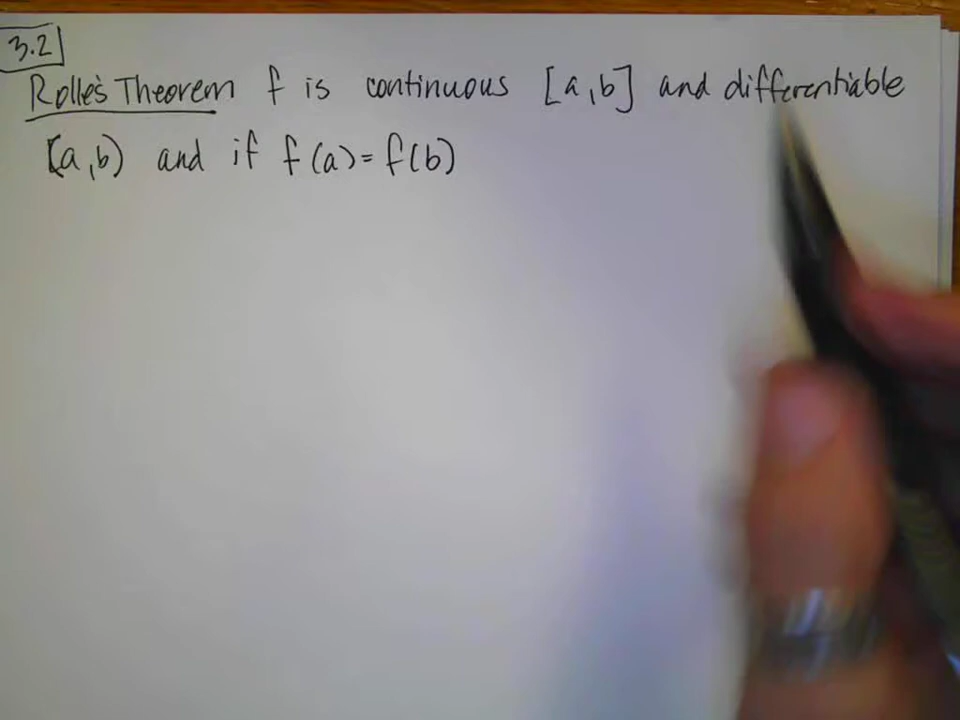 3.2
Rolle's Theorem f is continuous [a,b] and differentiable
(a,b) and if f(a)=f(b)